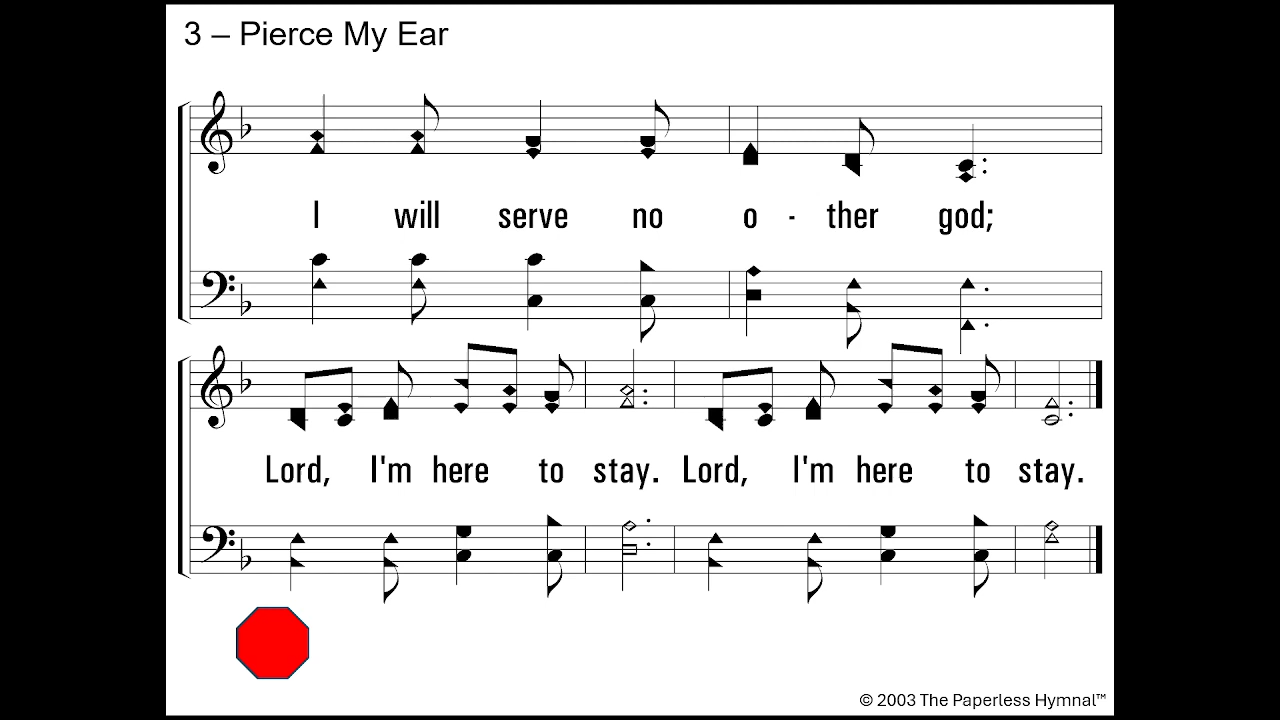 3 – Pierce My Ear
I will serve no o - ther god;
Lord, I'm here to stay. Lord, I'm here to stay.
© 2003 The Paperless Hymnal™